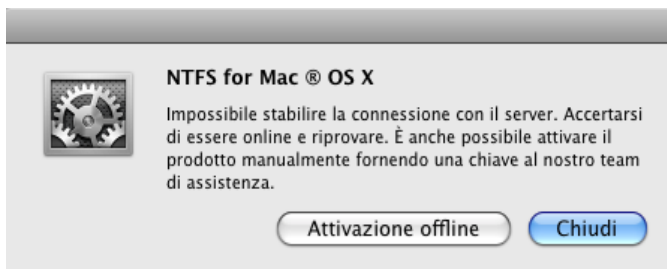 NTFS for Mac ® OS X
Impossibile stabilire la connessione con il server. Accertarsi
di essere online e riprovare. È anche possibile attivare il
prodotto manualmente fornendo una chiave al nostro team
di assistenza.
Attivazione offline Chiudi